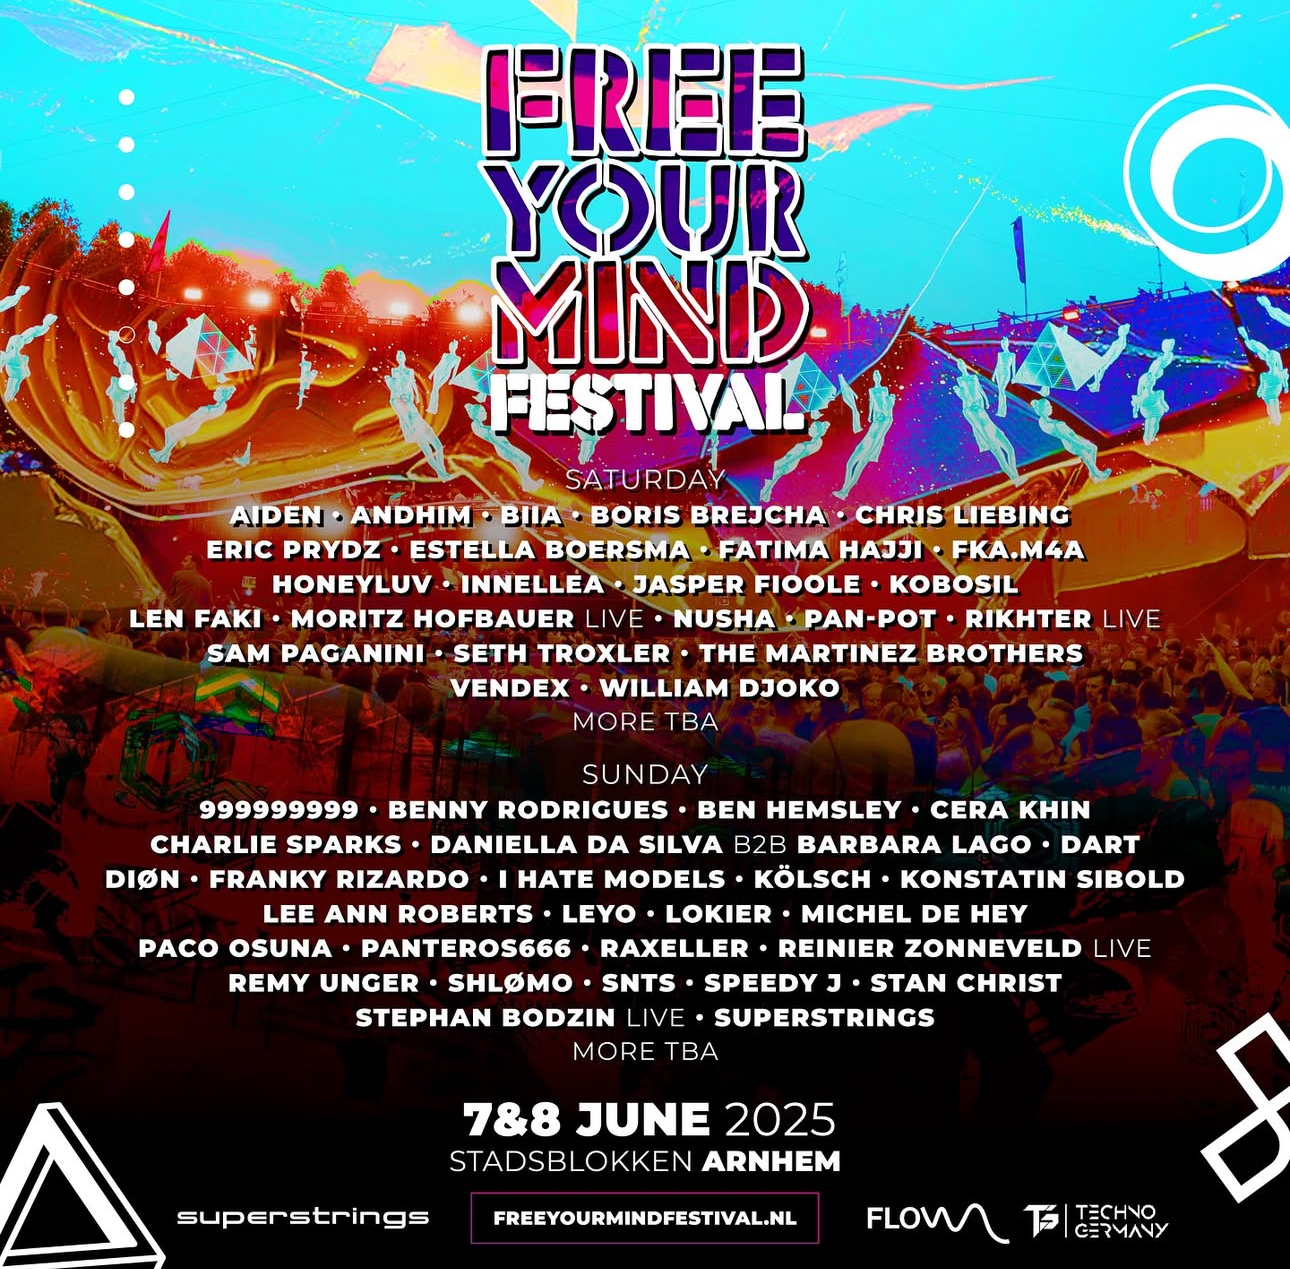 FREE
YOUR
MIND
FESTIVAL
SATURDAY
AIDEN · ANDHIM · BIIA · BORIS BREJCHA · CHRIS LIEBING
ERIC PRYDZ · ESTELLA BOERSMA · FATIMA HAJJI · FKA.M4A
HONEYLUV · INNELLEA · JASPER FIOOLE · KOBOSIL
LEN FAKI · MORITZ HOFBAUER LIVE · NUSHA · PAN-POT · RIKHTER LIVE
SAM PAGANINI · SETH TROXLER · THE MARTINEZ BROTHERS
VENDEX · WILLIAM DJOKO
MORE TBA
SUNDAY
999999999 · BENNY RODRIGUES · BEN HEMSLEY · CERA KHIN
CHARLIE SPARKS · DANIELLA DA SILVA B2B BARBARA LAGO · DART
DIØN · FRANKY RIZARDO · I HATE MODELS · KÖLSCH · KONSTATIN SIBOLD
LEE ANN ROBERTS · LEYO · LOKIER · MICHEL DE HEY
PACO OSUNA · PANTEROS666 · RAXELLER · REINIER ZONNEVELD LIVE
REMY UNGER · SHLØMO · SNTS · SPEEDY J · STAN CHRIST
STEPHAN BODZIN LIVE · SUPERSTRINGS
MORE TBA
7&8 JUNE 2025
STADSBLOKKEN ARNHEM
superstrings
FREEYOURMINDFESTIVAL.NL
FLOW
TG TECHNO
GERMANY